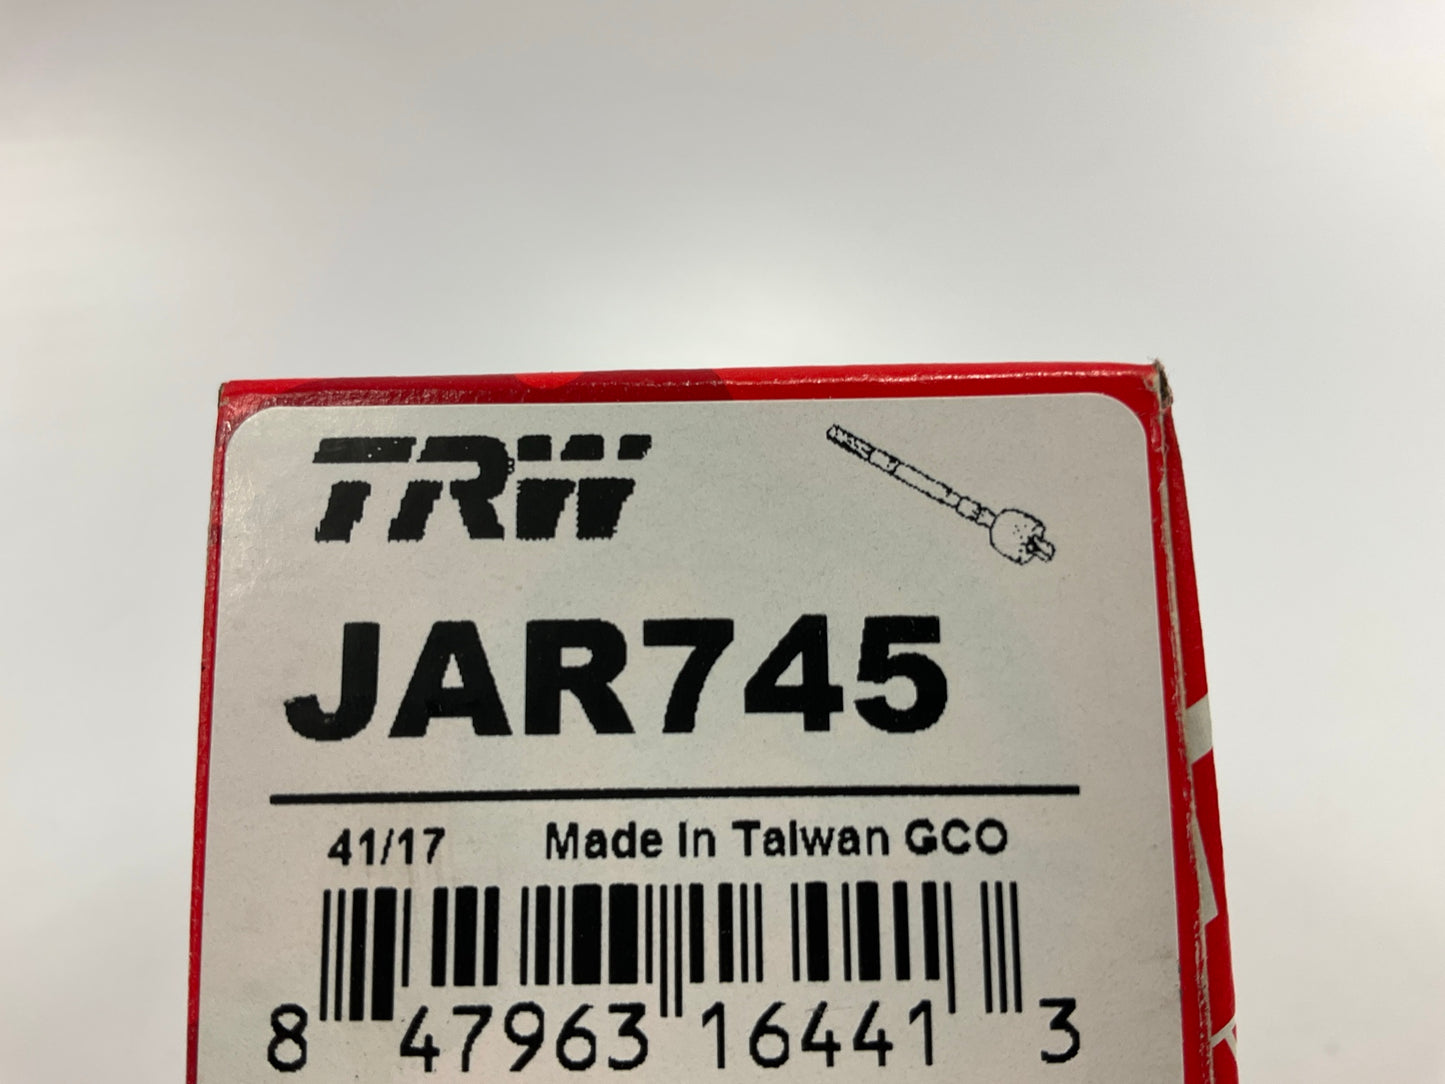 TRW
JAR745
41/17 Made In Taiwan GCO
8 47963 16441 3